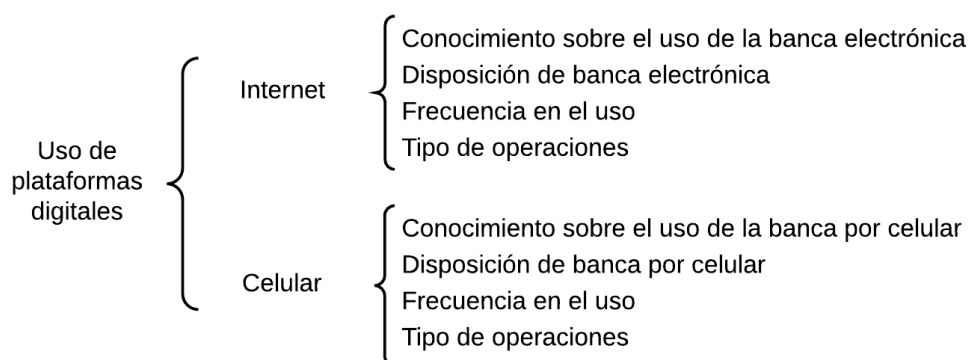 Uso de
plataformas
digitales
Internet
Conocimiento sobre el uso de la banca electrónica
Disposición de banca electrónica
Frecuencia en el uso
Tipo de operaciones
Celular
Conocimiento sobre el uso de la banca por celular
Disposición de banca por celular
Frecuencia en el uso
Tipo de operaciones